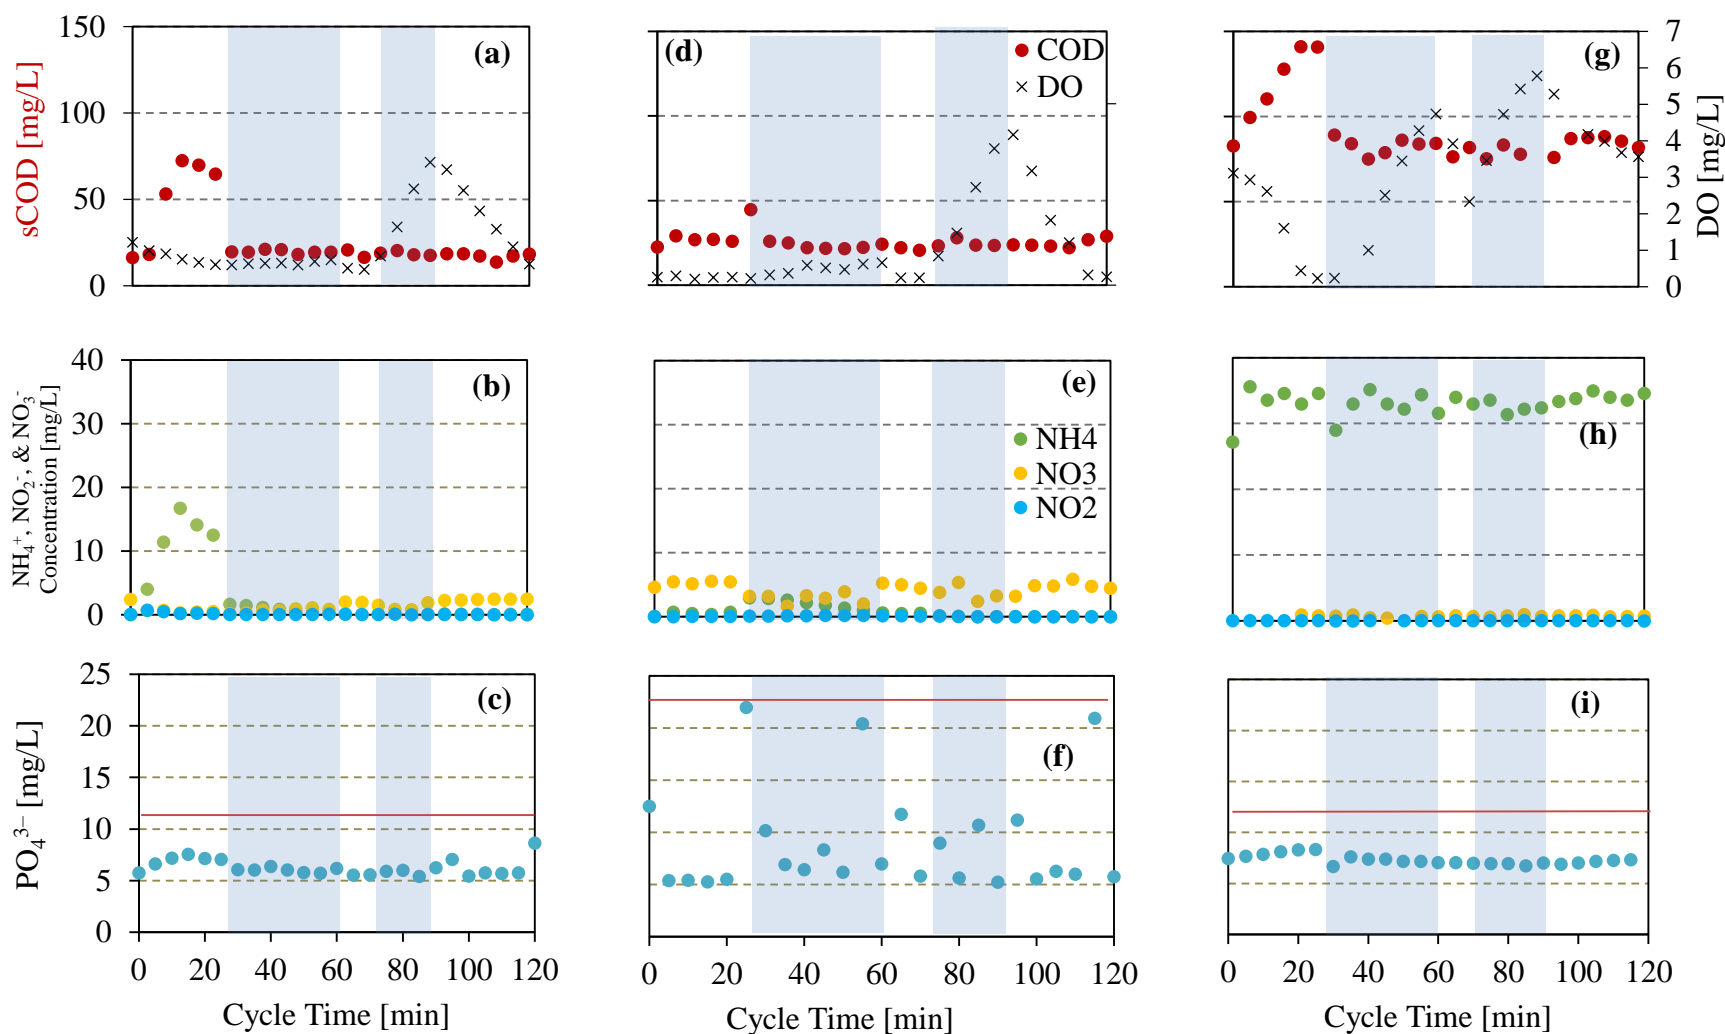 150
100
50
0
sCOD [mg/L]
(a)
(d)
COD
DO
(g)
7
6
5
4
3
2
1
0
DO [mg/L]
40
30
20
10
0
NH₄⁺, NO₂⁻, & NO₃⁻
Concentration [mg/L]
(b)
(e)
NH4
NO3
NO2
(h)
25
20
15
10
5
0
PO₄³⁻ [mg/L]
(c)
(f)
(i)
0 20 40 60 80 100 120
Cycle Time [min]
0 20 40 60 80 100 120
Cycle Time [min]
0 20 40 60 80 100 120
Cycle Time [min]